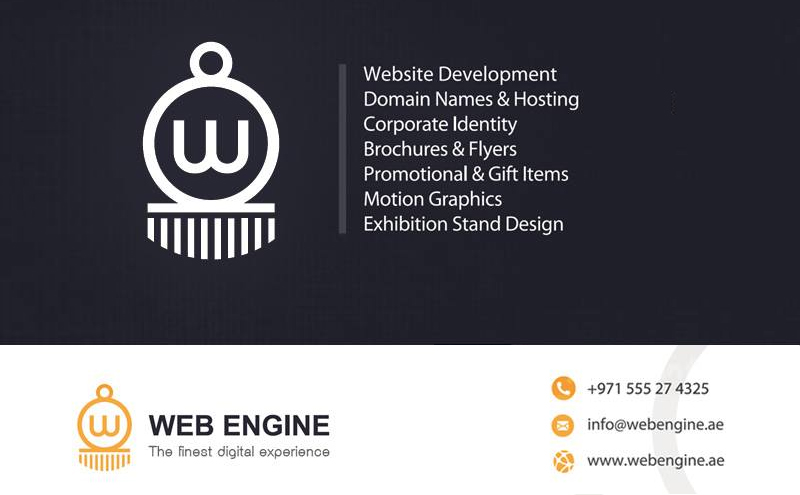 W
Website Development
Domain Names & Hosting
Corporate Identity
Brochures & Flyers
Promotional & Gift Items
Motion Graphics
Exhibition Stand Design
W
WEB ENGINE
The finest digital experience
+971 555 27 4325
info@webengine.ae
www.webengine.ae